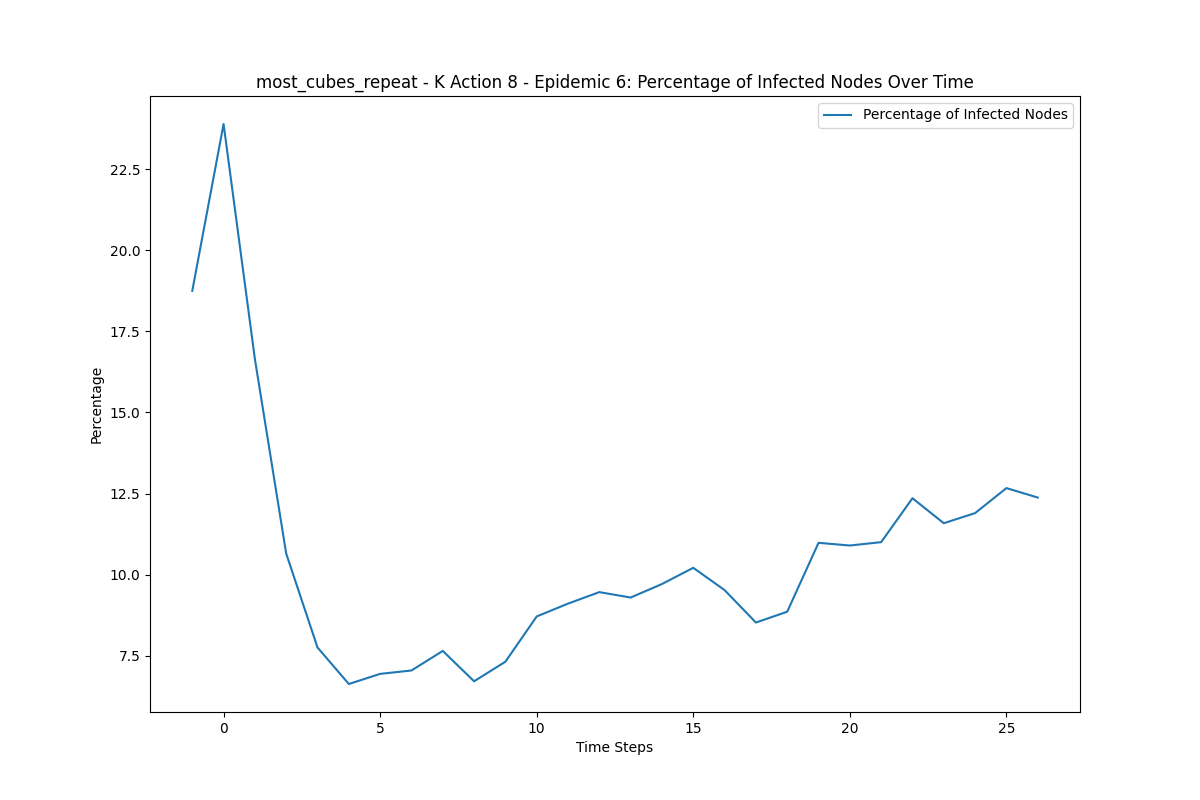 most_cubes_repeat - K Action 8 - Epidemic 6: Percentage of Infected Nodes Over Time
Percentage of Infected Nodes
22.5
20.0
17.5
15.0
12.5
10.0
7.5
Percentage
0 5 10 15 20 25
Time Steps